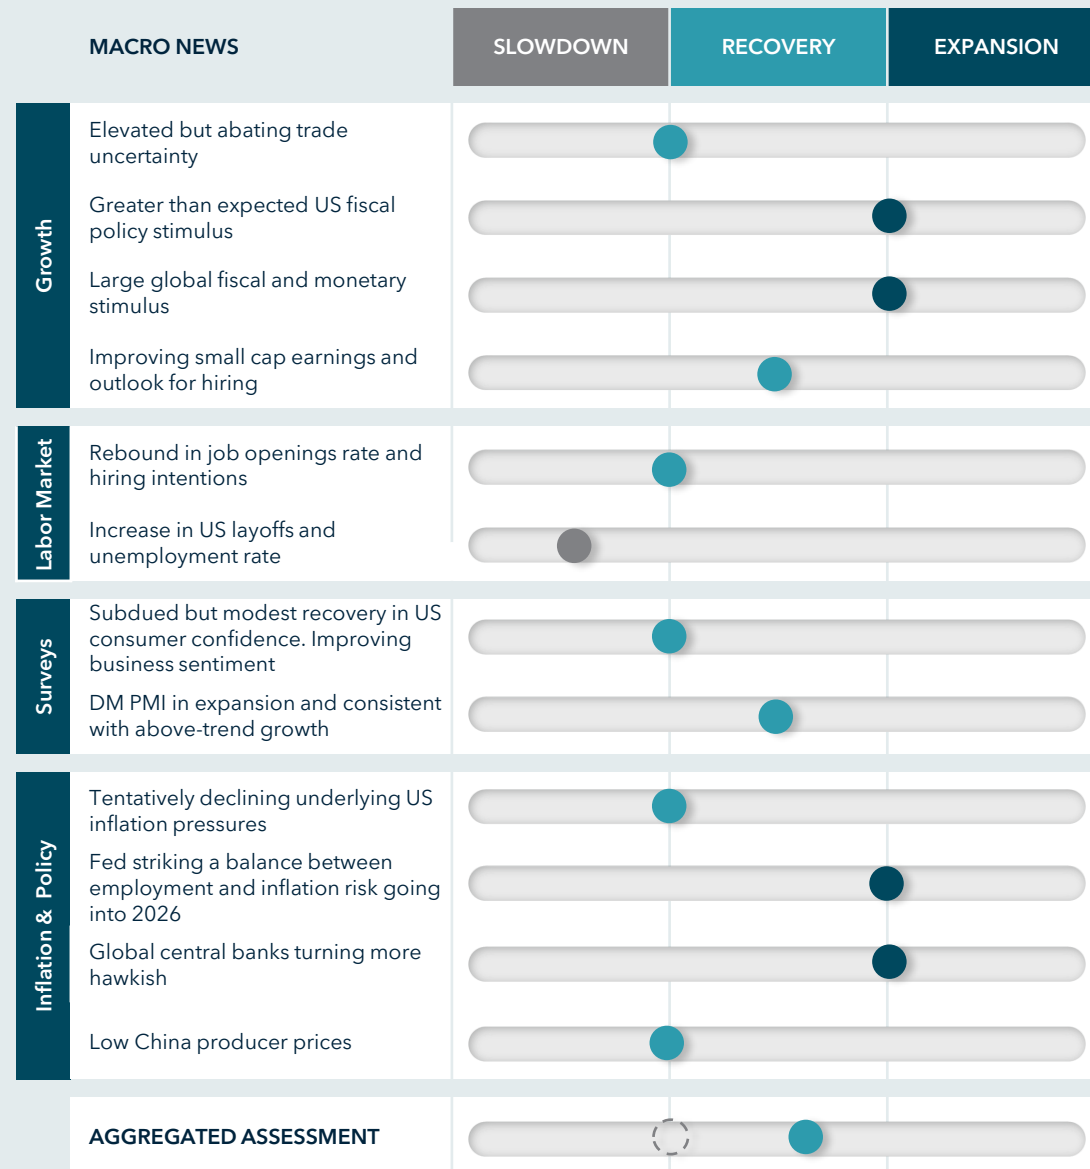 MACRO NEWS
SLOWDOWN
RECOVERY
EXPANSION
Growth
Elevated but abating trade
uncertainty
Greater than expected US fiscal
policy stimulus
Large global fiscal and monetary
stimulus
Improving small cap earnings and
outlook for hiring
Labor Market
Rebound in job openings rate and
hiring intentions
Increase in US layoffs and
unemployment rate
Surveys
Subdued but modest recovery in US
consumer confidence. Improving
business sentiment
DM PMI in expansion and consistent
with above-trend growth
Inflation & Policy
Tentatively declining underlying US
inflation pressures
Fed striking a balance between
employment and inflation risk going
into 2026
Global central banks turning more
hawkish
Low China producer prices
AGGREGATED ASSESSMENT